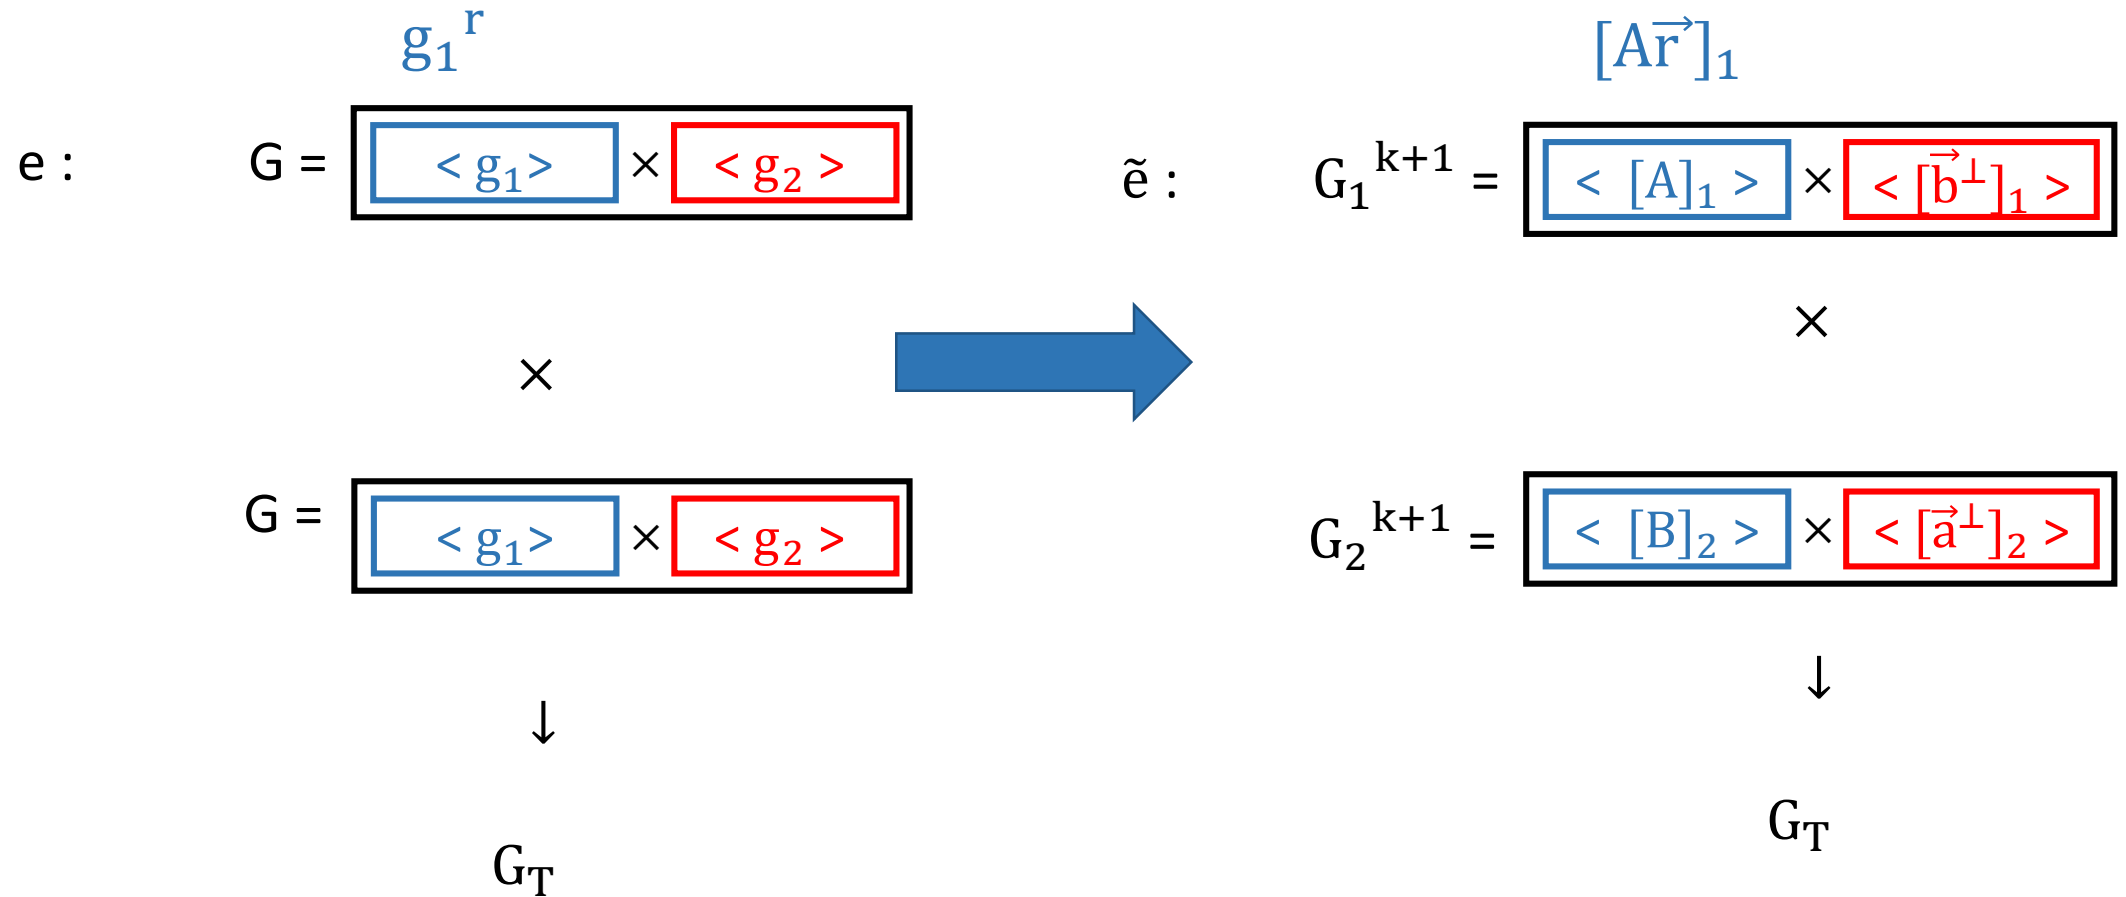 g₁ʳ
[Ar⃗]₁
e : G = < g₁> × < g₂ >
ẽ : G₁ᵏ⁺¹ = < [A]₁ > × < [b⃗^⊥]₁ >
×
×
G = < g₁> × < g₂ >
G₂ᵏ⁺¹ = < [B]₂ > × < [a⃗^⊥]₂ >
↓
↓
G_T
G_T